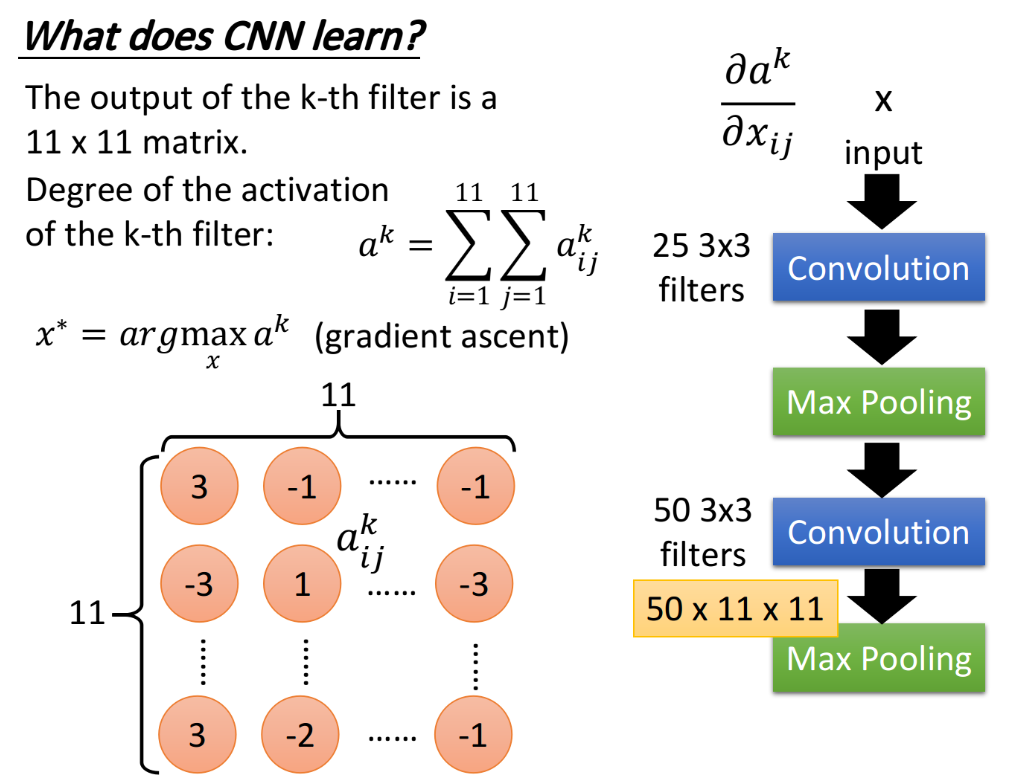 What does CNN learn?
The output of the k-th filter is a
11 x 11 matrix.
Degree of the activation
of the k-th filter:
a^k = \sum_{i=1}^{11} \sum_{j=1}^{11} a_{ij}^k
x^* = arg \max_x a^k (gradient ascent)
11
11
3 -1 …… -1
a_{ij}^k
-3 1 …… -3
3 -2 …… -1
\frac{∂a^k}{∂x_{ij}}
x
input
25 3x3
filters
Convolution
Max Pooling
50 3x3
filters
Convolution
50 x 11 x 11
Max Pooling